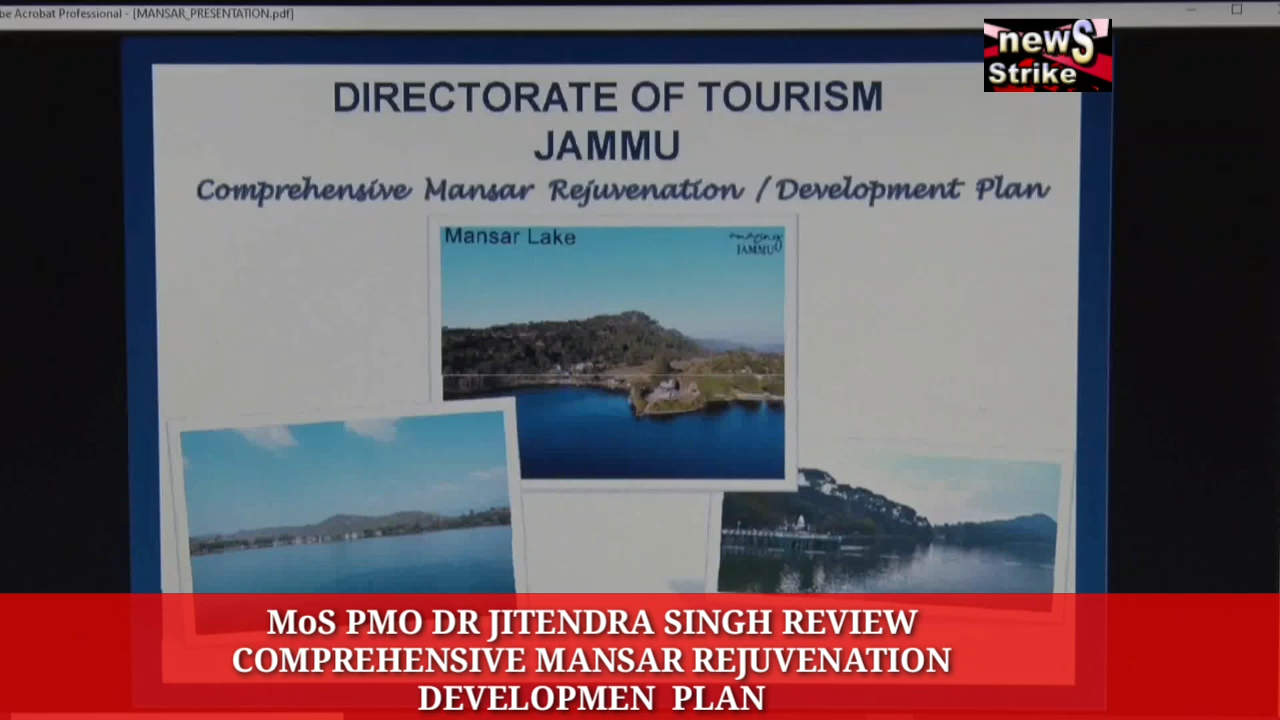 be Acrobat Professional - [MANSAR_PRESENTATION.pdf]
newS
Strike
DIRECTORATE OF TOURISM
JAMMU
Comprehensive Mansar Rejuvenation / Development Plan
Mansar Lake
amazing
JAMMU
MoS PMO DR JITENDRA SINGH REVIEW
COMPREHENSIVE MANSAR REJUVENATION
DEVELOPMEN PLAN